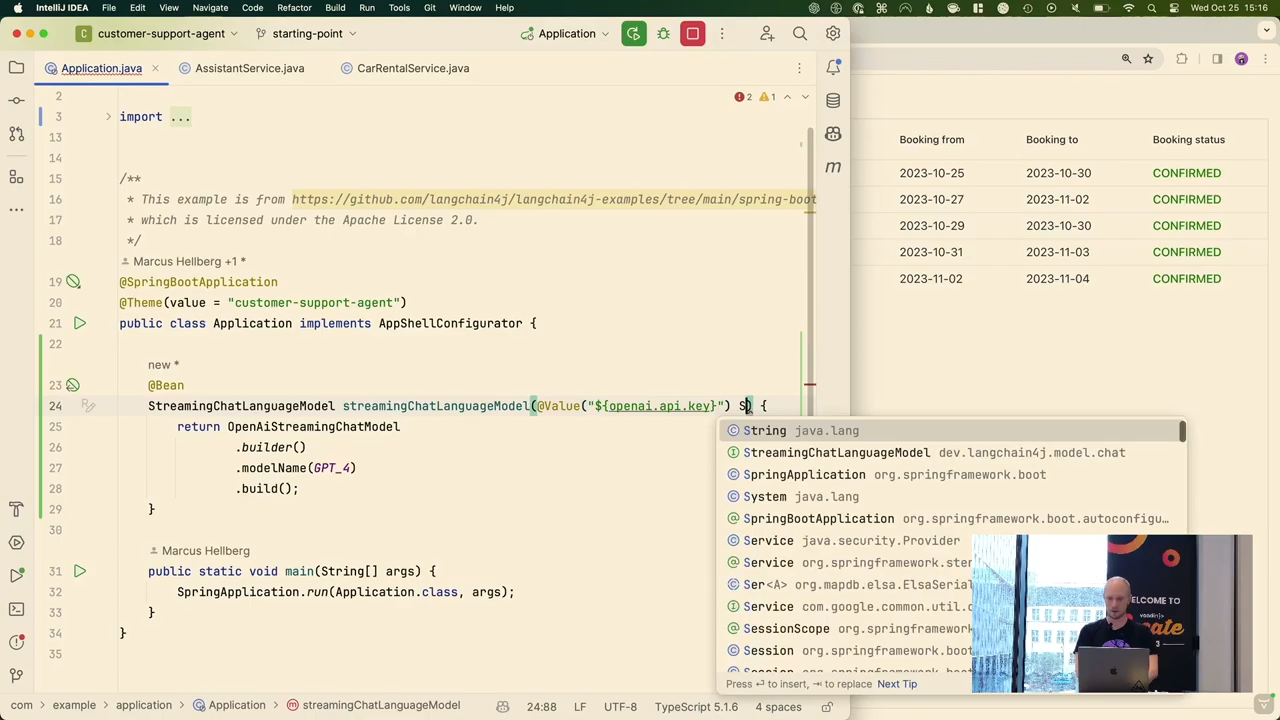 IntelliJ IDEA File Edit View Navigate Code Refactor Build Run Tools Git Window Help Wed Oct 25 15:16
C customer-support-agent starting-point Application
Application.java AssistantService.java CarRentalService.java
2 1
2
3 import ...
13
14
15 /**
16 * This example is from https://github.com/langchain4j/langchain4j-examples/tree/main/spring-boot
17 * which is licensed under the Apache License 2.0.
18 */
Marcus Hellberg +1 *
19 @SpringBootApplication
20 @Theme(value = "customer-support-agent")
21 public class Application implements AppShellConfigurator {
22
new *
23 @Bean
24 StreamingChatLanguageModel streamingChatLanguageModel(@Value("${openai.api.key}") S) {
25 return OpenAiStreamingChatModel
26 .builder()
27 .modelName(GPT_4)
28 .build();
29 }
30
Marcus Hellberg
31 public static void main(String[] args) {
32 SpringApplication.run(Application.class, args);
33 }
34 }
35
String java.lang
StreamingChatLanguageModel dev.langchain4j.model.chat
SpringApplication org.springframework.boot
System java.lang
SpringBootApplication org.springframework.boot.autoconfigu...
Service java.security.Provider
Service org.springframework.ster
Ser<A> org.mapdb.elsa.ElsaSerial
Service com.google.common.util.c
SessionScope org.springframework
Session org.springframework.boot
Press ⏎ to insert, ⇥ to replace Next Tip
com example application Application streamingChatLanguageModel 24:88 LF UTF-8 TypeScript 5.1.6 4 spaces
Booking from Booking to Booking status
2023-10-25 2023-10-30 CONFIRMED
2023-10-27 2023-11-02 CONFIRMED
2023-10-29 2023-10-30 CONFIRMED
2023-10-31 2023-11-03 CONFIRMED
2023-11-02 2023-11-04 CONFIRMED
ELCOME TO
vaadin}>